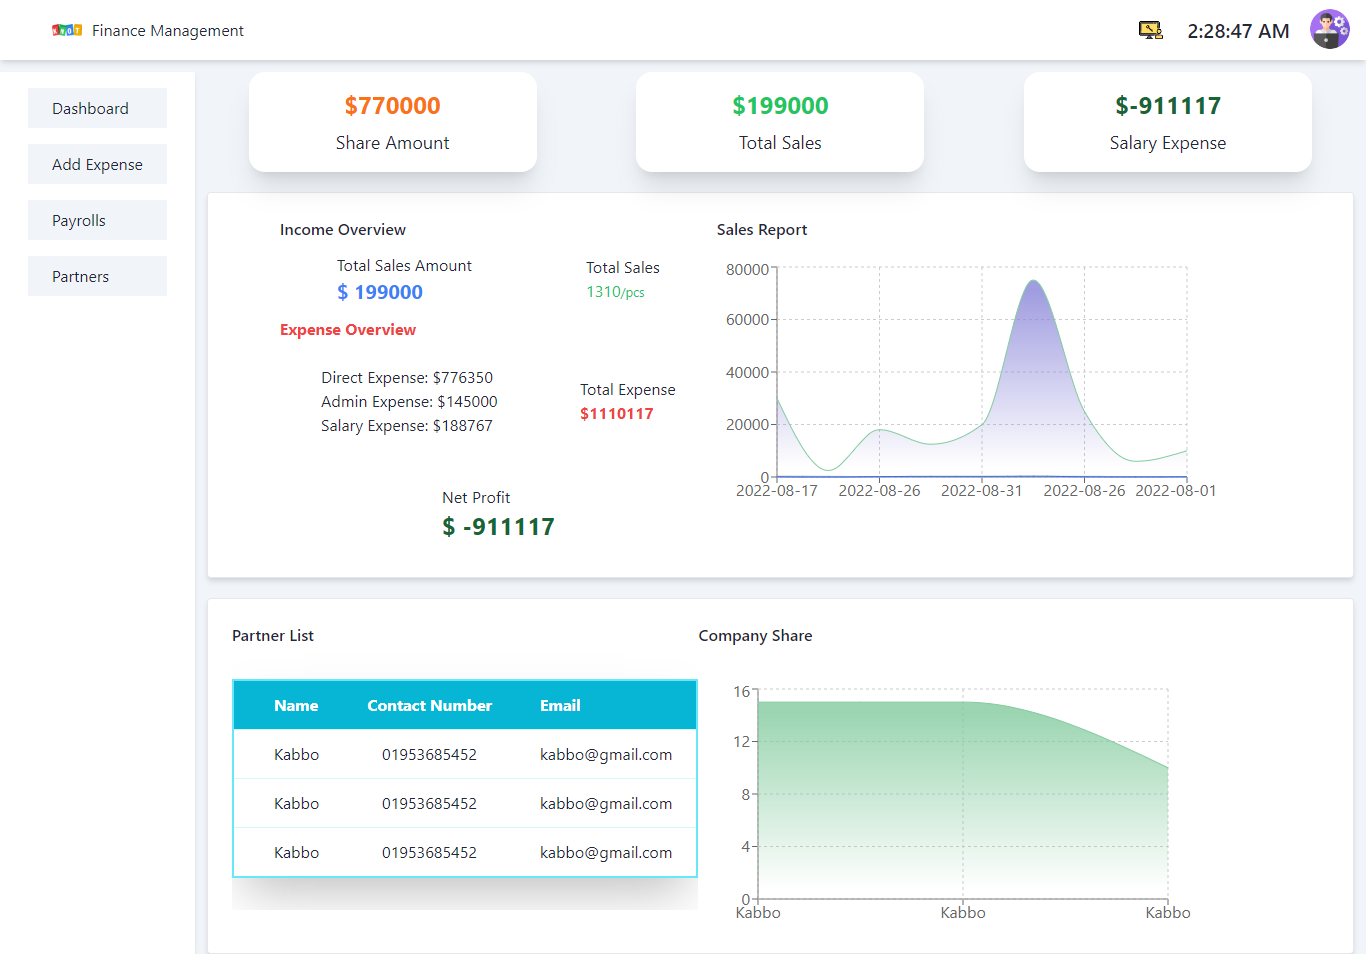 KYOT Finance Management
2:28:47 AM
Dashboard
Add Expense
Payrolls
Partners
$770000
Share Amount
$199000
Total Sales
$-911117
Salary Expense
Income Overview
Total Sales Amount
$ 199000
Total Sales
1310/pcs
Expense Overview
Direct Expense: $776350
Admin Expense: $145000
Salary Expense: $188767
Total Expense
$1110117
Net Profit
$ -911117
Sales Report
80000
60000
40000
20000
0
2022-08-17 2022-08-26 2022-08-31 2022-08-26 2022-08-01
Partner List
Name Contact Number Email
Kabbo 01953685452 kabbo@gmail.com
Kabbo 01953685452 kabbo@gmail.com
Kabbo 01953685452 kabbo@gmail.com
Company Share
16
12
8
4
0
Kabbo Kabbo Kabbo